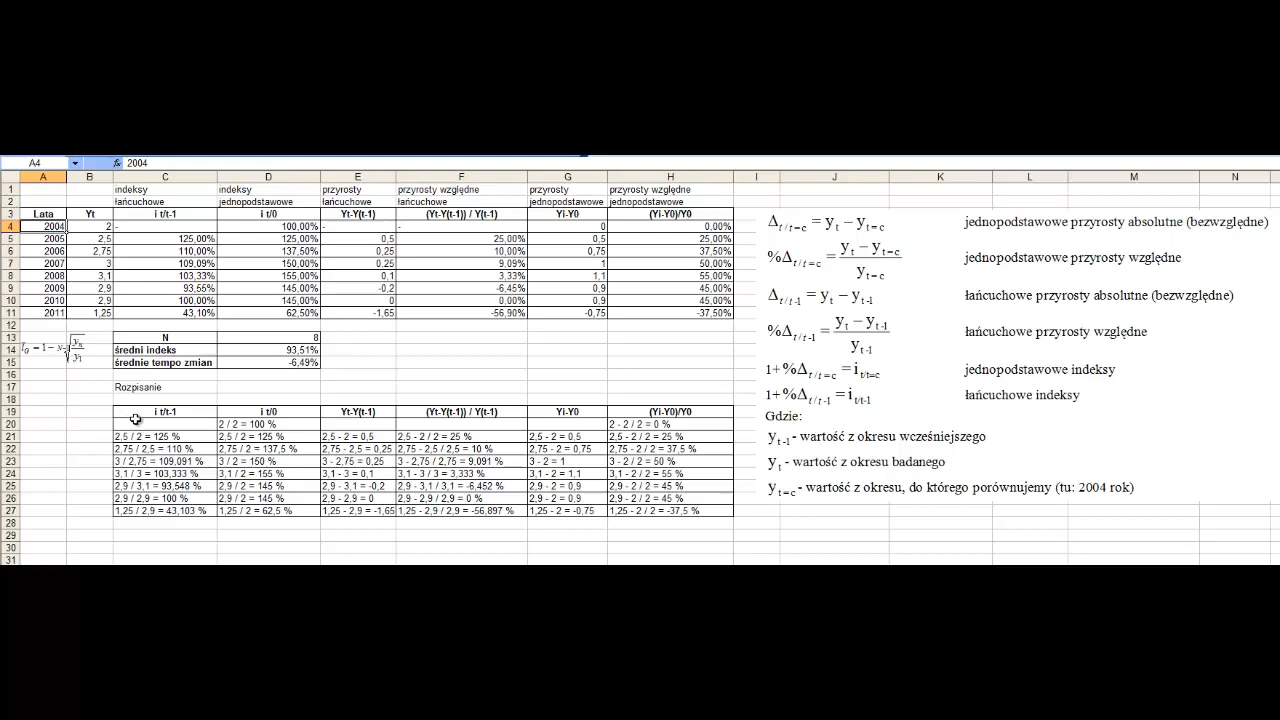 A4 fx 2004
A B C D E F G H I J K L M N
1 indeksy indeksy przyrosty przyrosty względne przyrosty przyrosty względne
2 łańcuchowe jednopodstawowe łańcuchowe łańcuchowe jednopodstawowe jednopodstawowe
3 Lata Yt i t/t-1 i t/0 Yt-Y(t-1) (Yt-Y(t-1)) / Y(t-1) Yi-Y0 (Yi-Y0)/Y0
4 2004 2 - 100,00% - - 0 0,00%
5 2005 2,5 125,00% 125,00% 0,5 25,00% 0,5 25,00%
6 2006 2,75 110,00% 137,50% 0,25 10,00% 0,75 37,50%
7 2007 3 109,09% 150,00% 0,25 9,09% 1 50,00%
8 2008 3,1 103,33% 155,00% 0,1 3,33% 1,1 55,00%
9 2009 2,9 93,55% 145,00% -0,2 -6,45% 0,9 45,00%
10 2010 2,9 100,00% 145,00% 0 0,00% 0,9 45,00%
11 2011 1,25 43,10% 62,50% -1,65 -56,90% -0,75 -37,50%
12
13 N 8
14 średni indeks 93,51%
15 średnie tempo zmian -6,49%
16
17 Rozpisanie
18
19 i t/t-1 i t/0 Yt-Y(t-1) (Yt-Y(t-1)) / Y(t-1) Yi-Y0 (Yi-Y0)/Y0
20 2 / 2 = 100 % 2 - 2 / 2 = 0 %
21 2,5 / 2 = 125 % 2,5 / 2 = 125 % 2,5 - 2 = 0,5 2,5 - 2 / 2 = 25 % 2,5 - 2 = 0,5 2,5 - 2 / 2 = 25 %
22 2,75 / 2,5 = 110 % 2,75 / 2 = 137,5 % 2,75 - 2,5 = 0,25 2,75 - 2,5 / 2,5 = 10 % 2,75 - 2 = 0,75 2,75 - 2 / 2 = 37,5 %
23 3 / 2,75 = 109,091 % 3 / 2 = 150 % 3 - 2,75 = 0,25 3 - 2,75 / 2,75 = 9,091 % 3 - 2 = 1 3 - 2 / 2 = 50 %
24 3,1 / 3 = 103,333 % 3,1 / 2 = 155 % 3,1 - 3 = 0,1 3,1 - 3 / 3 = 3,333 % 3,1 - 2 = 1,1 3,1 - 2 / 2 = 55 %
25 2,9 / 3,1 = 93,548 % 2,9 / 2 = 145 % 2,9 - 3,1 = -0,2 2,9 - 3,1 / 3,1 = -6,452 % 2,9 - 2 = 0,9 2,9 - 2 / 2 = 45 %
26 2,9 / 2,9 = 100 % 2,9 / 2 = 145 % 2,9 - 2,9 = 0 2,9 - 2,9 / 2,9 = 0 % 2,9 - 2 = 0,9 2,9 - 2 / 2 = 45 %
27 1,25 / 2,9 = 43,103 % 1,25 / 2 = 62,5 % 1,25 - 2,9 = -1,65 1,25 - 2,9 / 2,9 = -56,897 % 1,25 - 2 = -0,75 1,25 - 2 / 2 = -37,5 %
28
29
30
31
Δ t/t=c = y t − y t=c jednopodstawowe przyrosty absolutne (bezwzględne)
%Δ t/t=c = (y t − y t=c) / y t=c jednopodstawowe przyrosty względne
Δ t/t-1 = y t − y t-1 łańcuchowe przyrosty absolutne (bezwzględne)
%Δ t/t-1 = (y t − y t-1) / y t-1 łańcuchowe przyrosty względne
1+%Δ t/t=c = i t/t=c jednopodstawowe indeksy
1+%Δ t/t-1 = i t/t-1 łańcuchowe indeksy
Gdzie:
y t-1 - wartość z okresu wcześniejszego
y t - wartość z okresu badanego
y t=c - wartość z okresu, do którego porównujemy (tu: 2004 rok)